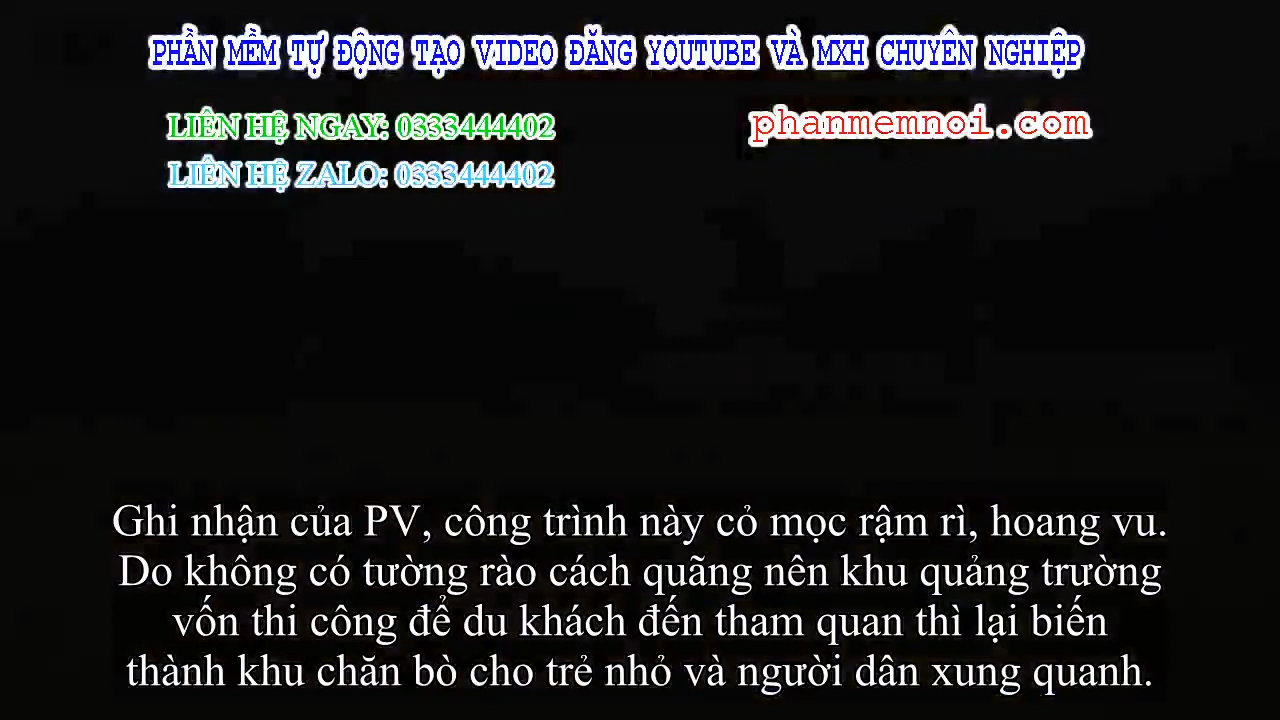 PHẦN MỀM TỰ ĐỘNG TẠO VIDEO ĐĂNG YOUTUBE VÀ MXH CHUYÊN NGHIỆP
LIÊN HỆ NGAY: 0333444402
phanmemnoi.com
LIÊN HỆ ZALO: 0333444402
Ghi nhận của PV, công trình này cỏ mọc rậm rì, hoang vu.
Do không có tường rào cách quãng nên khu quảng trường
vốn thi công để du khách đến tham quan thì lại biến
thành khu chăn bò cho trẻ nhỏ và người dân xung quanh.